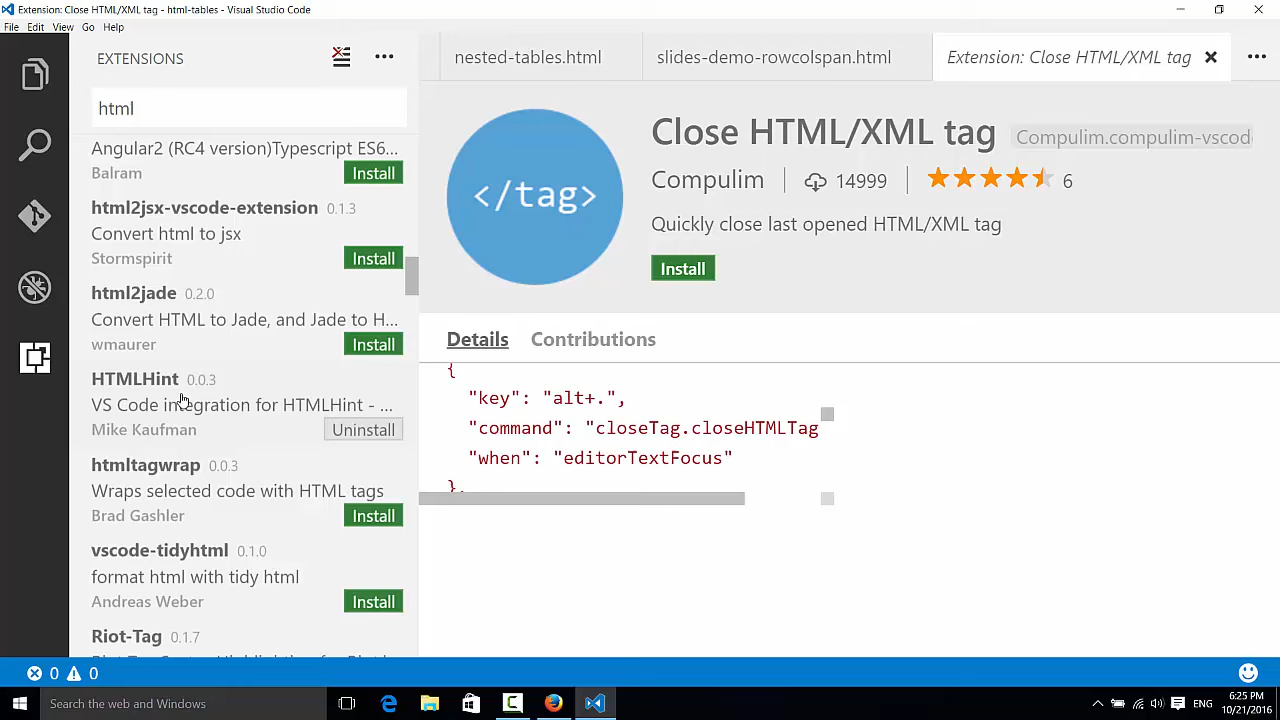 Extension: Close HTML/XML tag - html-tables - Visual Studio Code
File Edit View Go Help
EXTENSIONS
html
Angular2 (RC4 version)Typescript ES6...
Balram
Install
html2jsx-vscode-extension 0.1.3
Convert html to jsx
Stormspirit
Install
html2jade 0.2.0
Convert HTML to Jade, and Jade to H...
wmaurer
Install
HTMLHint 0.0.3
VS Code integration for HTMLHint - ...
Mike Kaufman
Uninstall
htmltagwrap 0.0.3
Wraps selected code with HTML tags
Brad Gashler
Install
vscode-tidyhtml 0.1.0
format html with tidy html
Andreas Weber
Install
Riot-Tag 0.1.7
nested-tables.html
slides-demo-rowcolspan.html
Extension: Close HTML/XML tag
</tag>
Close HTML/XML tag
Compulim.compulim-vscod
Compulim
14999
6
Quickly close last opened HTML/XML tag
Install
Details
Contributions
{
"key": "alt+.",
"command": "closeTag.closeHTMLTag
"when": "editorTextFocus"
},
0 0
Search the web and Windows
ENG
6:25 PM
10/21/2016